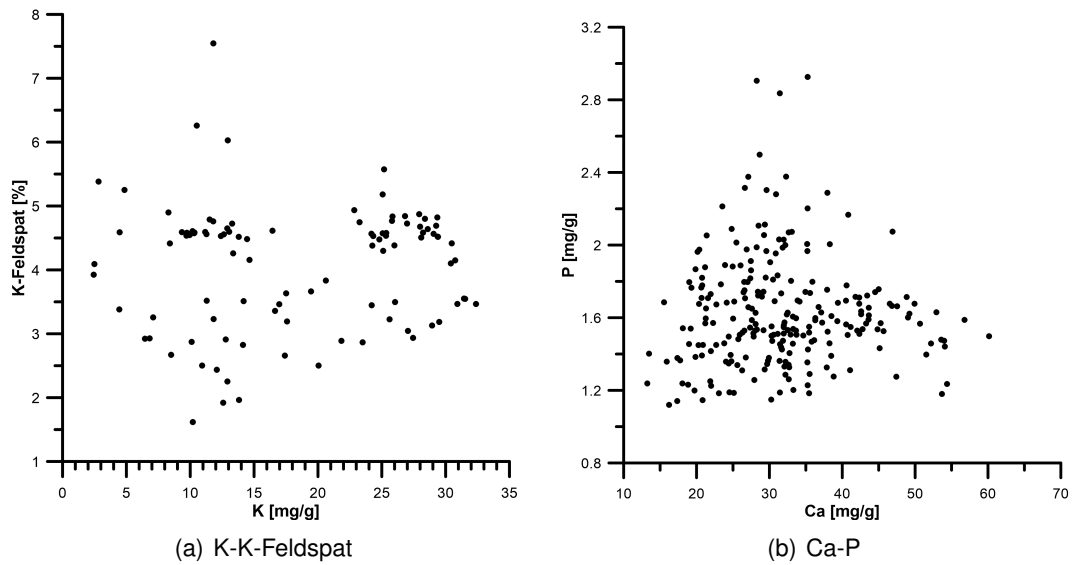 8
7
6
5
4
3
2
1
K-Feldspat [%]
0 5 10 15 20 25 30 35
K [mg/g]
(a) K-K-Feldspat
3.2
2.8
2.4
2
1.6
1.2
0.8
P [mg/g]
10 20 30 40 50 60 70
Ca [mg/g]
(b) Ca-P